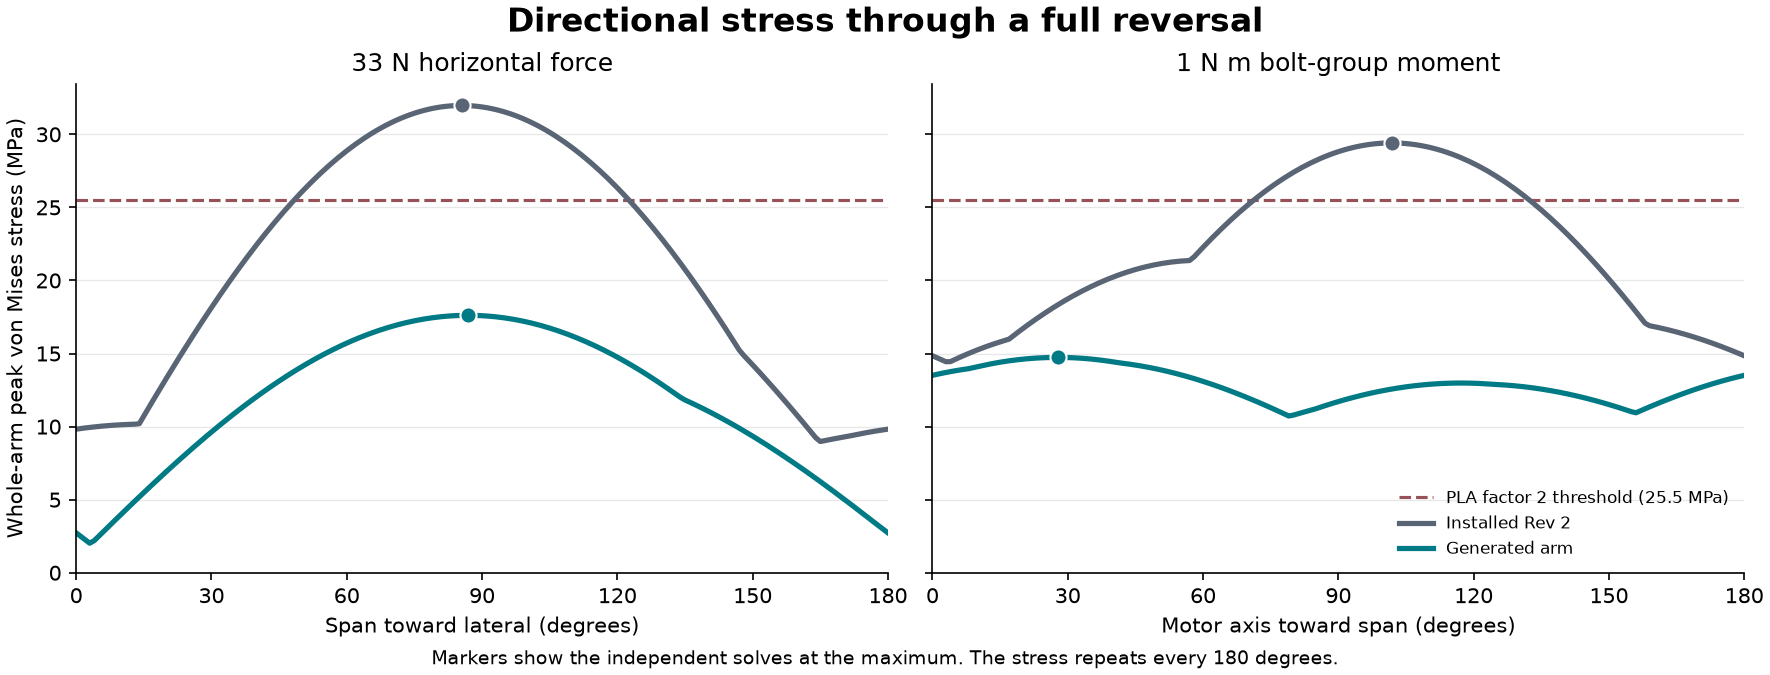 Directional stress through a full reversal
33 N horizontal force
Whole-arm peak von Mises stress (MPa)
30
25
20
15
10
5
0
0 30 60 90 120 150 180
Span toward lateral (degrees)
1 N m bolt-group moment
PLA factor 2 threshold (25.5 MPa)
Installed Rev 2
Generated arm
0 30 60 90 120 150 180
Motor axis toward span (degrees)
Markers show the independent solves at the maximum. The stress repeats every 180 degrees.